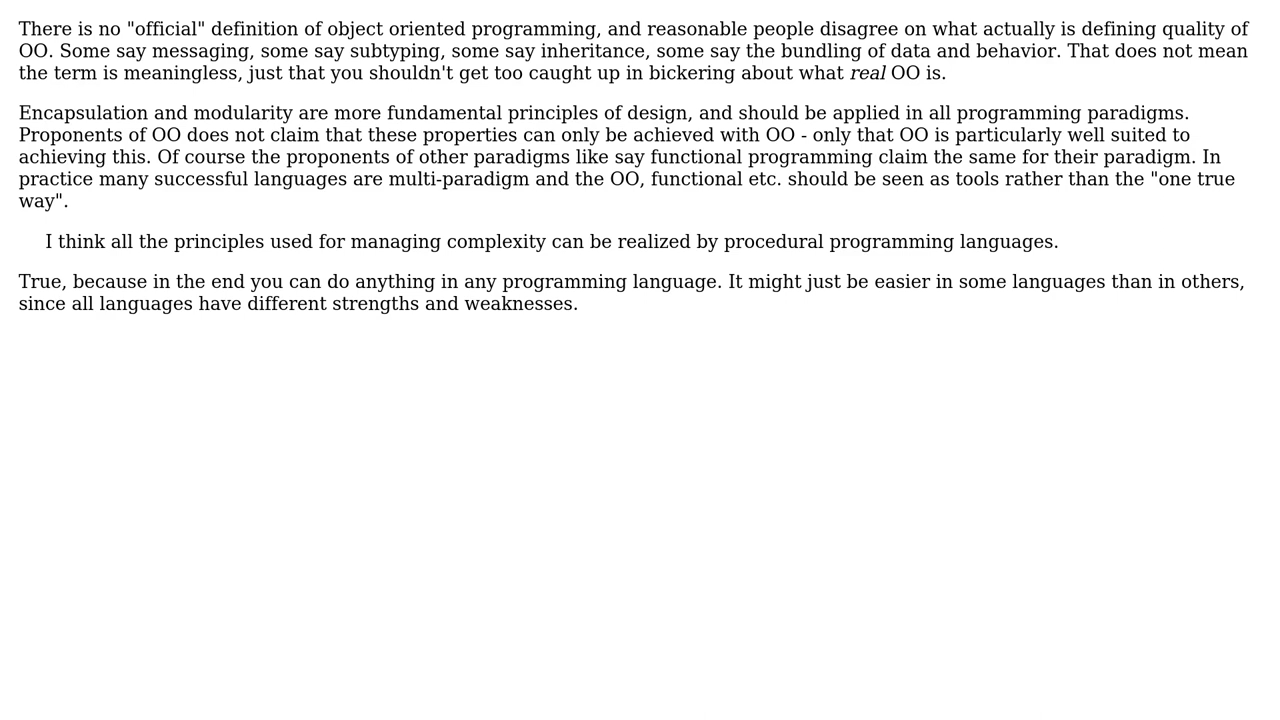 There is no "official" definition of object oriented programming, and reasonable people disagree on what actually is defining quality of
OO. Some say messaging, some say subtyping, some say inheritance, some say the bundling of data and behavior. That does not mean
the term is meaningless, just that you shouldn't get too caught up in bickering about what real OO is.
Encapsulation and modularity are more fundamental principles of design, and should be applied in all programming paradigms.
Proponents of OO does not claim that these properties can only be achieved with OO - only that OO is particularly well suited to
achieving this. Of course the proponents of other paradigms like say functional programming claim the same for their paradigm. In
practice many successful languages are multi-paradigm and the OO, functional etc. should be seen as tools rather than the "one true
way".
I think all the principles used for managing complexity can be realized by procedural programming languages.
True, because in the end you can do anything in any programming language. It might just be easier in some languages than in others,
since all languages have different strengths and weaknesses.